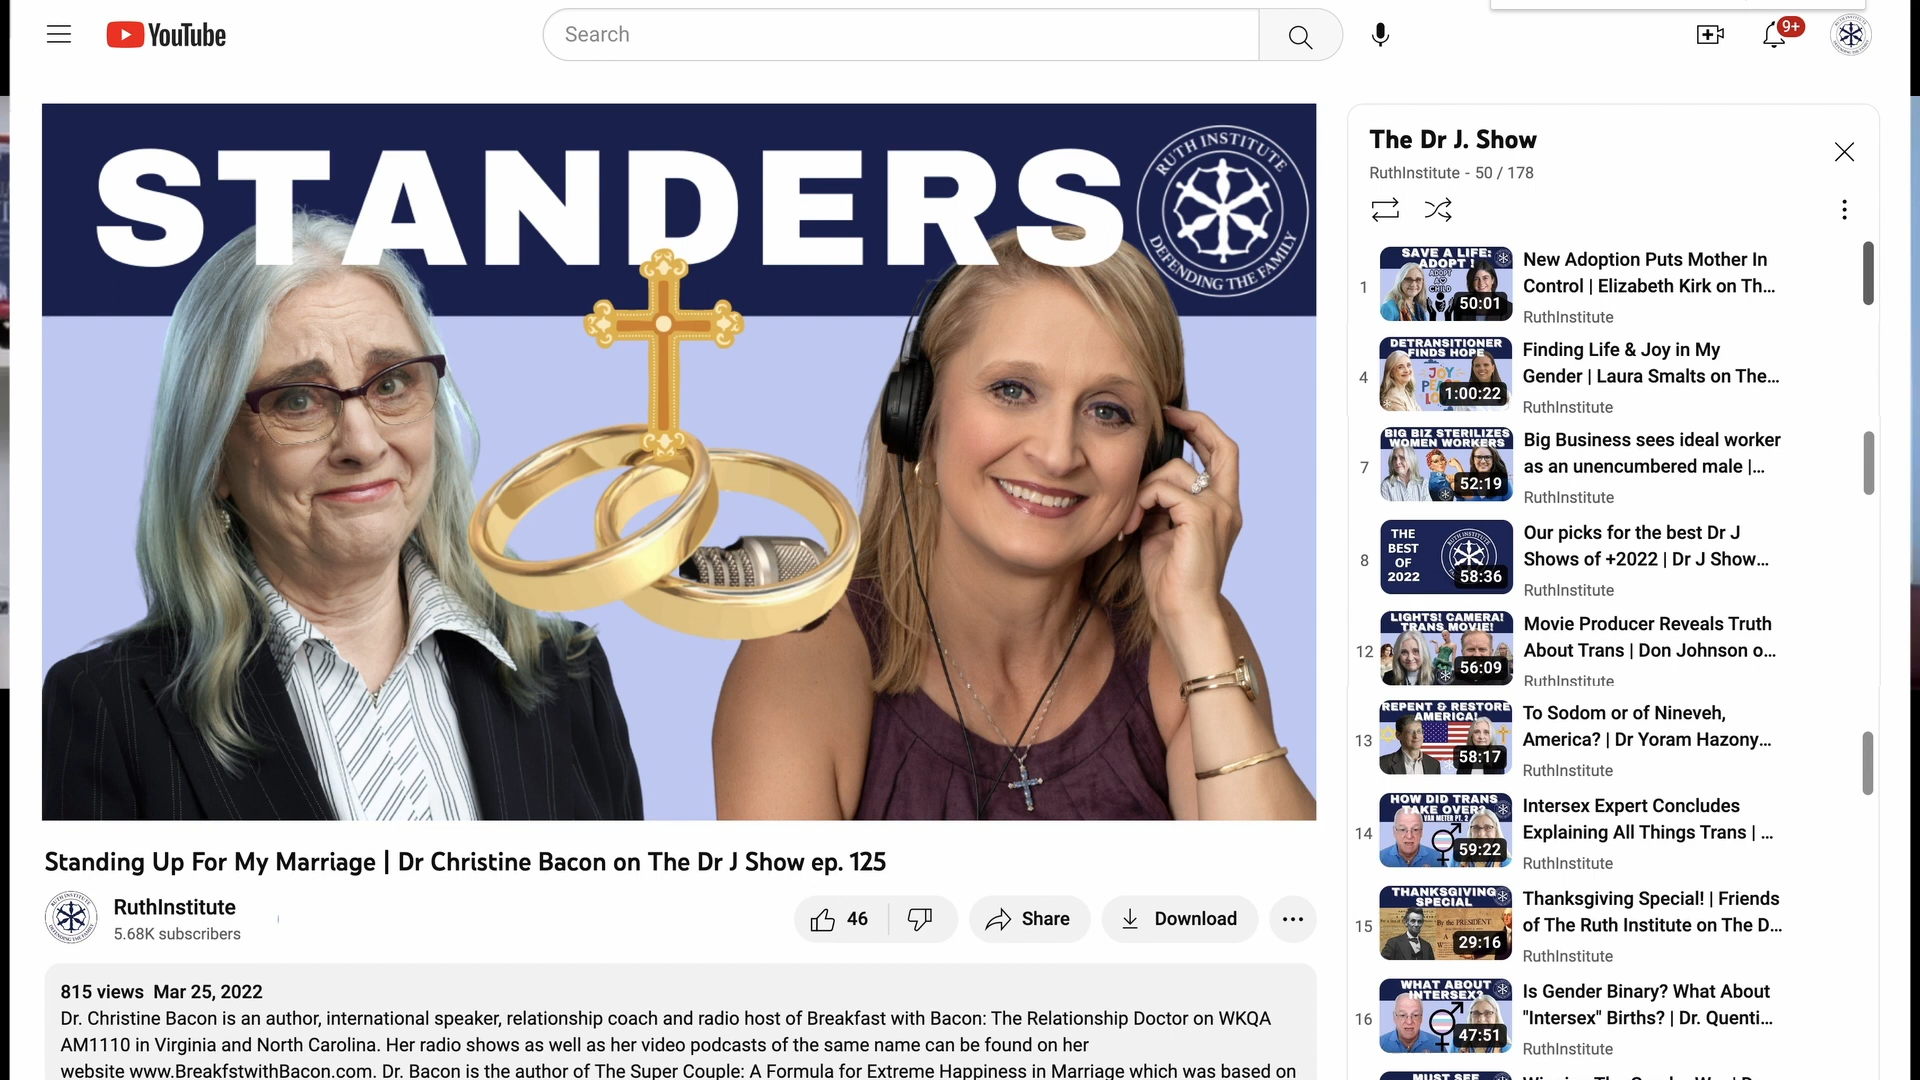 YouTube
Search
9+
STANDERS
RUTH INSTITUTE
DEFENDING THE FAMILY
Standing Up For My Marriage | Dr Christine Bacon on The Dr J Show ep. 125
RuthInstitute
5.68K subscribers
46
Share
Download
815 views Mar 25, 2022
Dr. Christine Bacon is an author, international speaker, relationship coach and radio host of Breakfast with Bacon: The Relationship Doctor on WKQA
AM1110 in Virginia and North Carolina. Her radio shows as well as her video podcasts of the same name can be found on her
website www.BreakfstwithBacon.com. Dr. Bacon is the author of The Super Couple: A Formula for Extreme Happiness in Marriage which was based on
The Dr J. Show
RuthInstitute - 50 / 178
1
SAVE A LIFE:
ADOPT !
ADOPT
A
CHILD
50:01
New Adoption Puts Mother In
Control | Elizabeth Kirk on Th...
RuthInstitute
4
DETRANSITIONER
FINDS HOPE
JOY
1:00:22
Finding Life & Joy in My
Gender | Laura Smalts on The...
RuthInstitute
7
BIG BIZ STERILIZES
WOMEN WORKERS
52:19
Big Business sees ideal worker
as an unencumbered male |...
RuthInstitute
8
THE
BEST
OF
2022
58:36
Our picks for the best Dr J
Shows of +2022 | Dr J Show...
RuthInstitute
12
LIGHTS! CAMERA!
TRANS MOVIE!
56:09
Movie Producer Reveals Truth
About Trans | Don Johnson o...
RuthInstitute
13
REPENT & RESTORE
AMERICA!
58:17
To Sodom or of Nineveh,
America? | Dr Yoram Hazony...
RuthInstitute
14
HOW DID TRANS
TAKE OVER?
VAN METER PT. 2
59:22
Intersex Expert Concludes
Explaining All Things Trans | ...
RuthInstitute
15
THANKSGIVING
SPECIAL
By the PRESIDENT
29:16
Thanksgiving Special! | Friends
of The Ruth Institute on The D...
RuthInstitute
16
WHAT ABOUT
INTERSEX?
47:51
Is Gender Binary? What About
"Intersex" Births? | Dr. Quenti...
RuthInstitute
MUST SEE